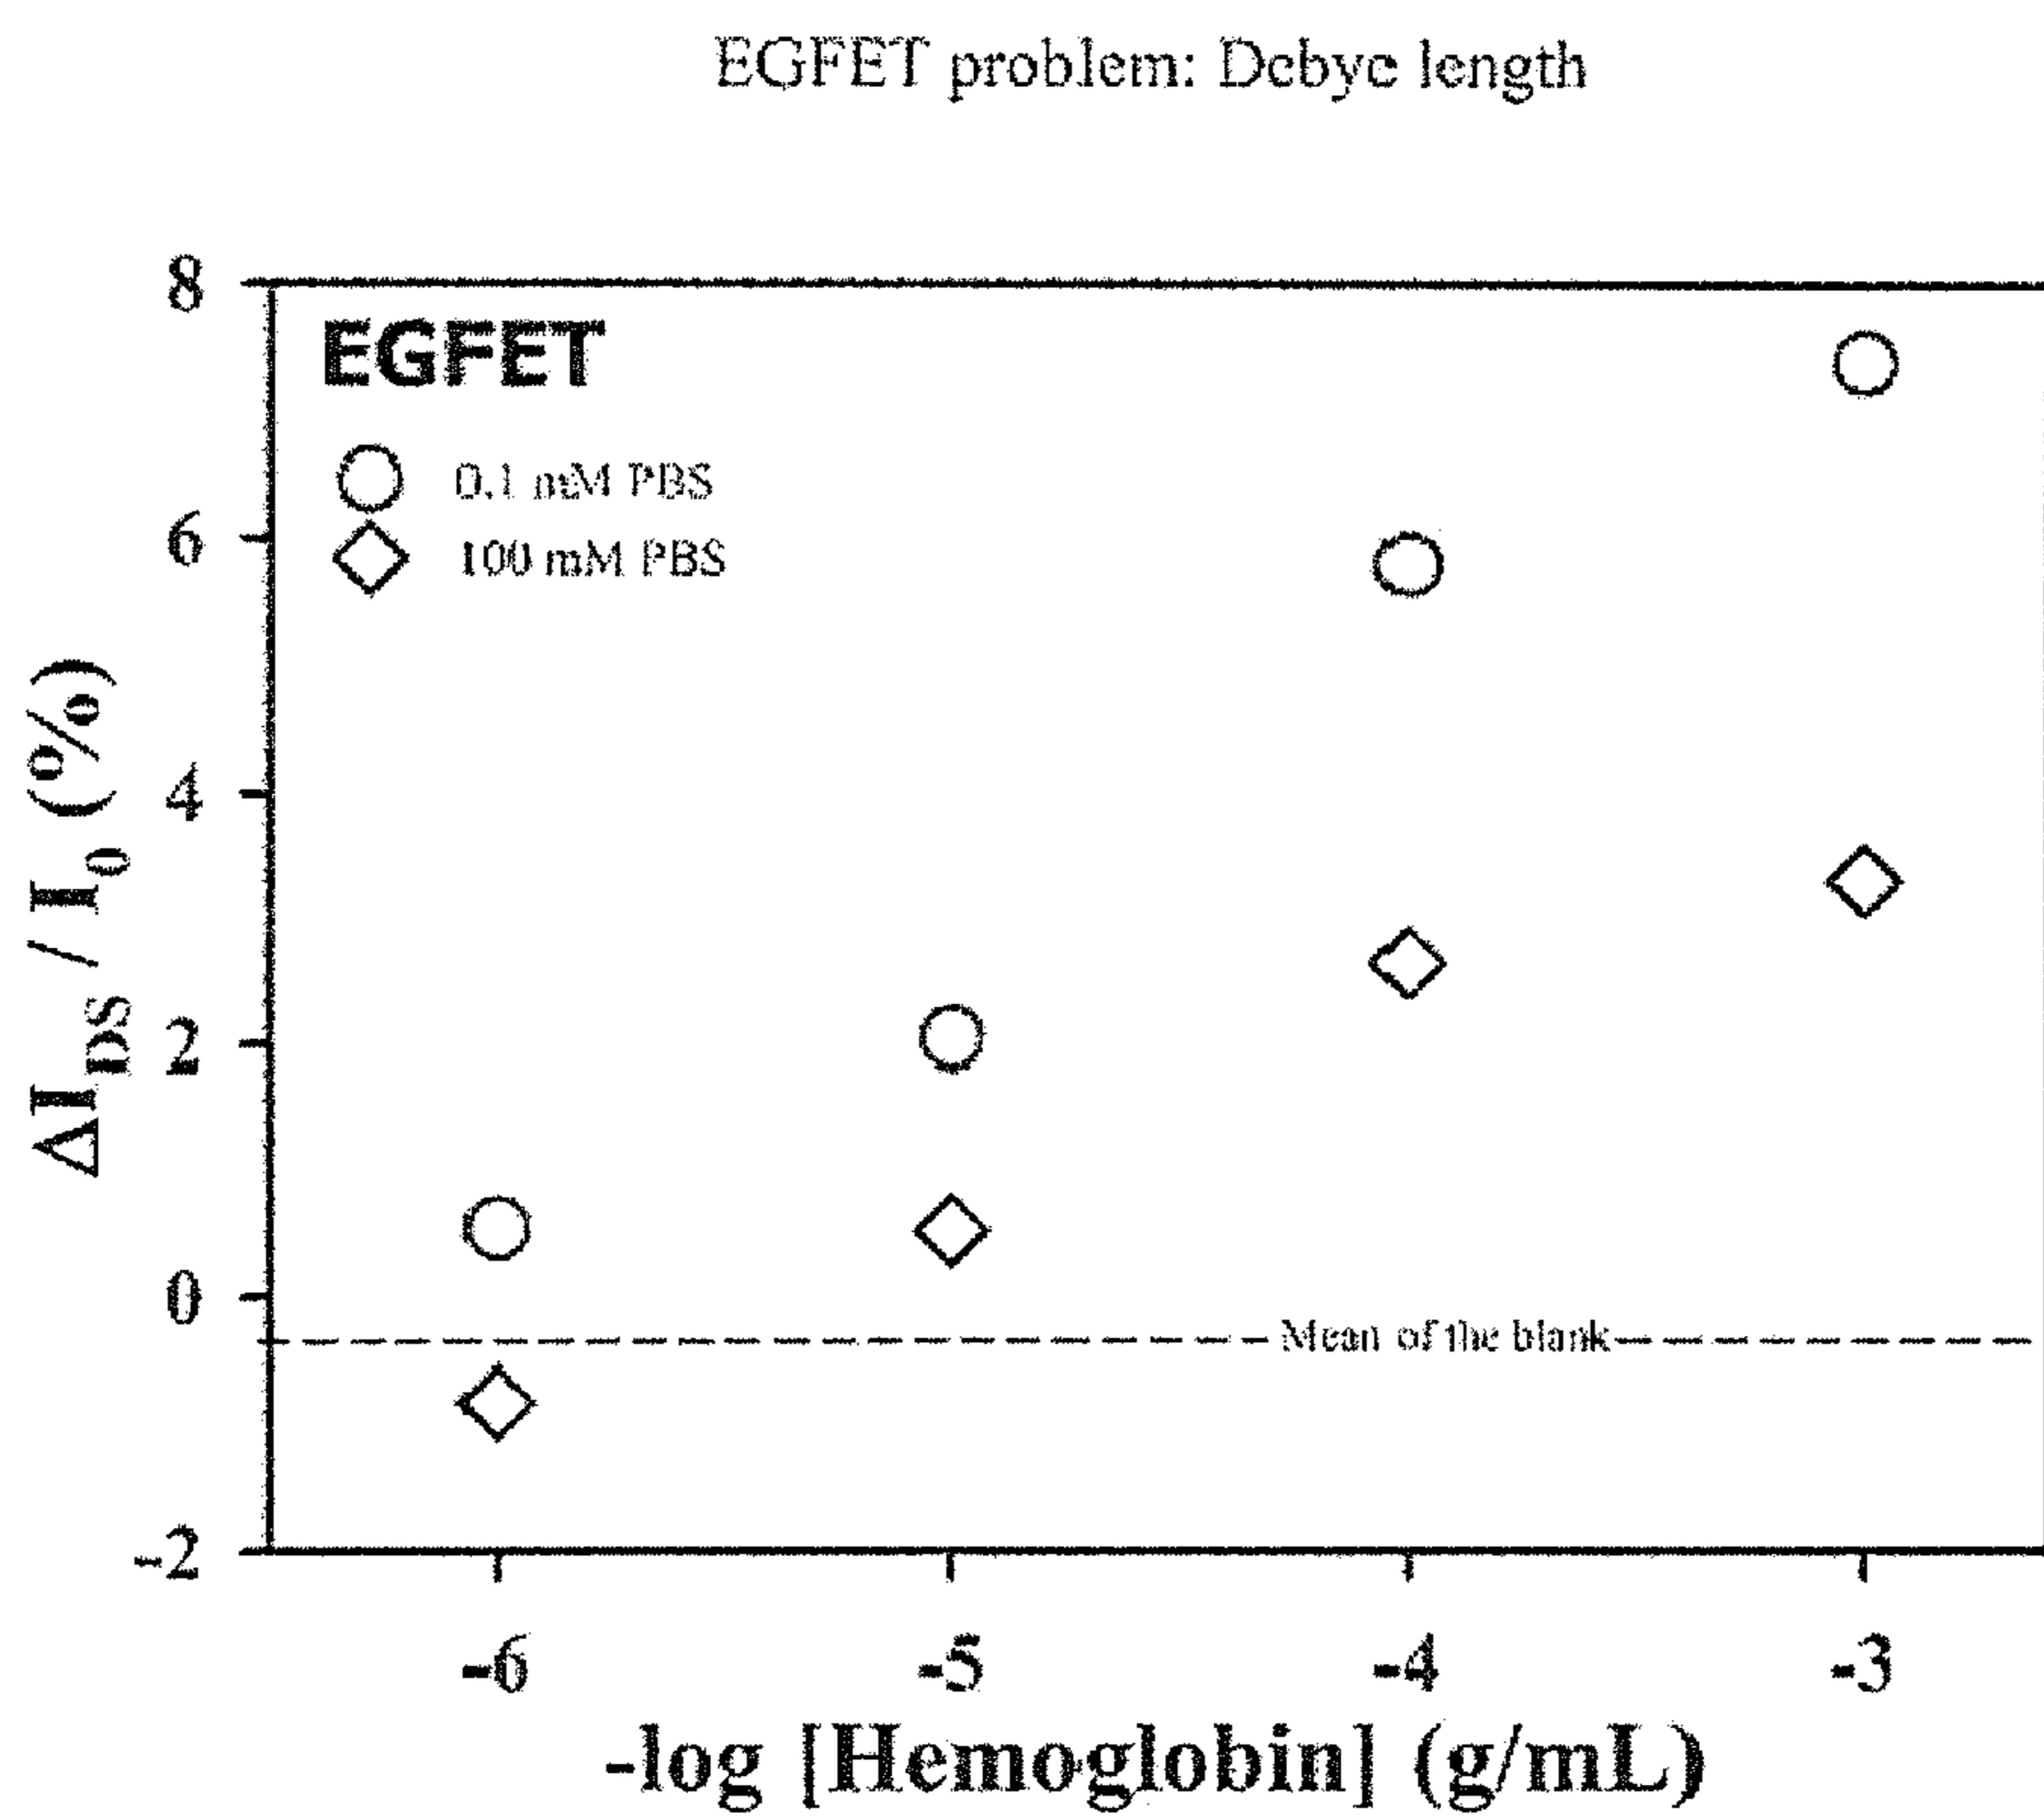 EGFET problem: Debye length
8
EGFET
0.1 mM PBS
6
100 mM PBS
4
2
0
Mean of the blank
-2
ΔI_DS / I_0 (%)
-6 -5 -4 -3
-log [Hemoglobin] (g/mL)